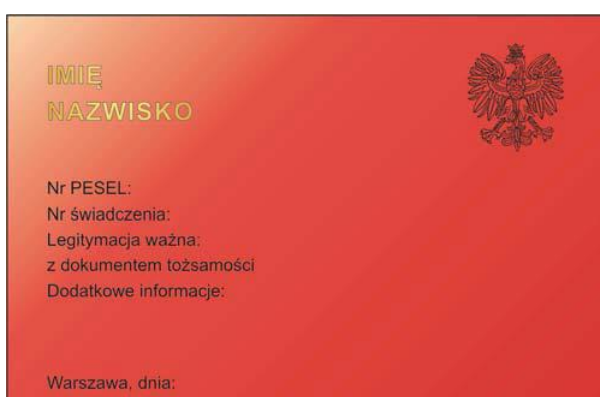 IMIĘ
NAZWISKO
Nr PESEL:
Nr świadczenia:
Legitymacja ważna:
z dokumentem tożsamości
Dodatkowe informacje:
Warszawa, dnia: